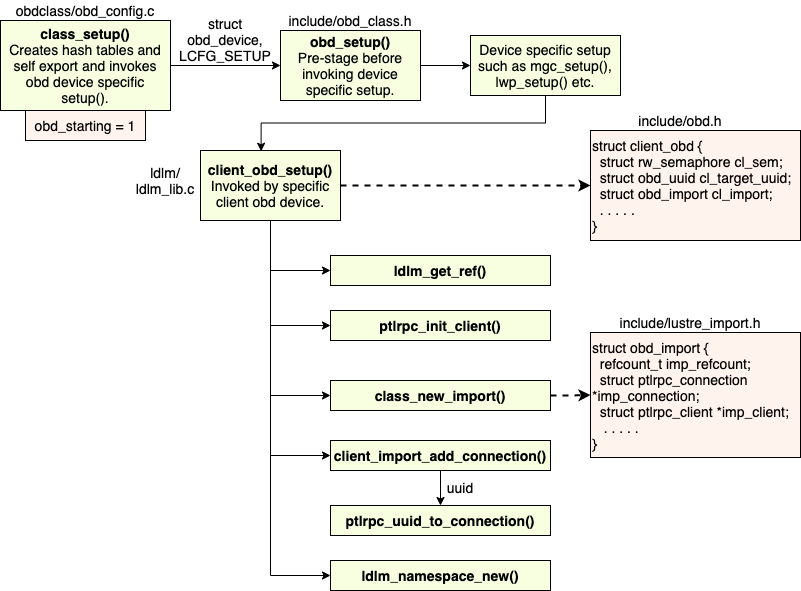 obdclass/obd_config.c
class_setup()
Creates hash tables and
self export and invokes
obd device specific
setup().
obd_starting = 1
struct
obd_device,
LCFG_SETUP
include/obd_class.h
obd_setup()
Pre-stage before
invoking device
specific setup.
Device specific setup
such as mgc_setup(),
lwp_setup() etc.
ldlm/
ldlm_lib.c
client_obd_setup()
Invoked by specific
client obd device.
include/obd.h
struct client_obd {
struct rw_semaphore cl_sem;
struct obd_uuid cl_target_uuid;
struct obd_import cl_import;
. . . . .
}
ldlm_get_ref()
ptlrpc_init_client()
class_new_import()
include/lustre_import.h
struct obd_import {
refcount_t imp_refcount;
struct ptlrpc_connection
*imp_connection;
struct ptlrpc_client *imp_client;
. . . . .
}
client_import_add_connection()
uuid
ptlrpc_uuid_to_connection()
ldlm_namespace_new()